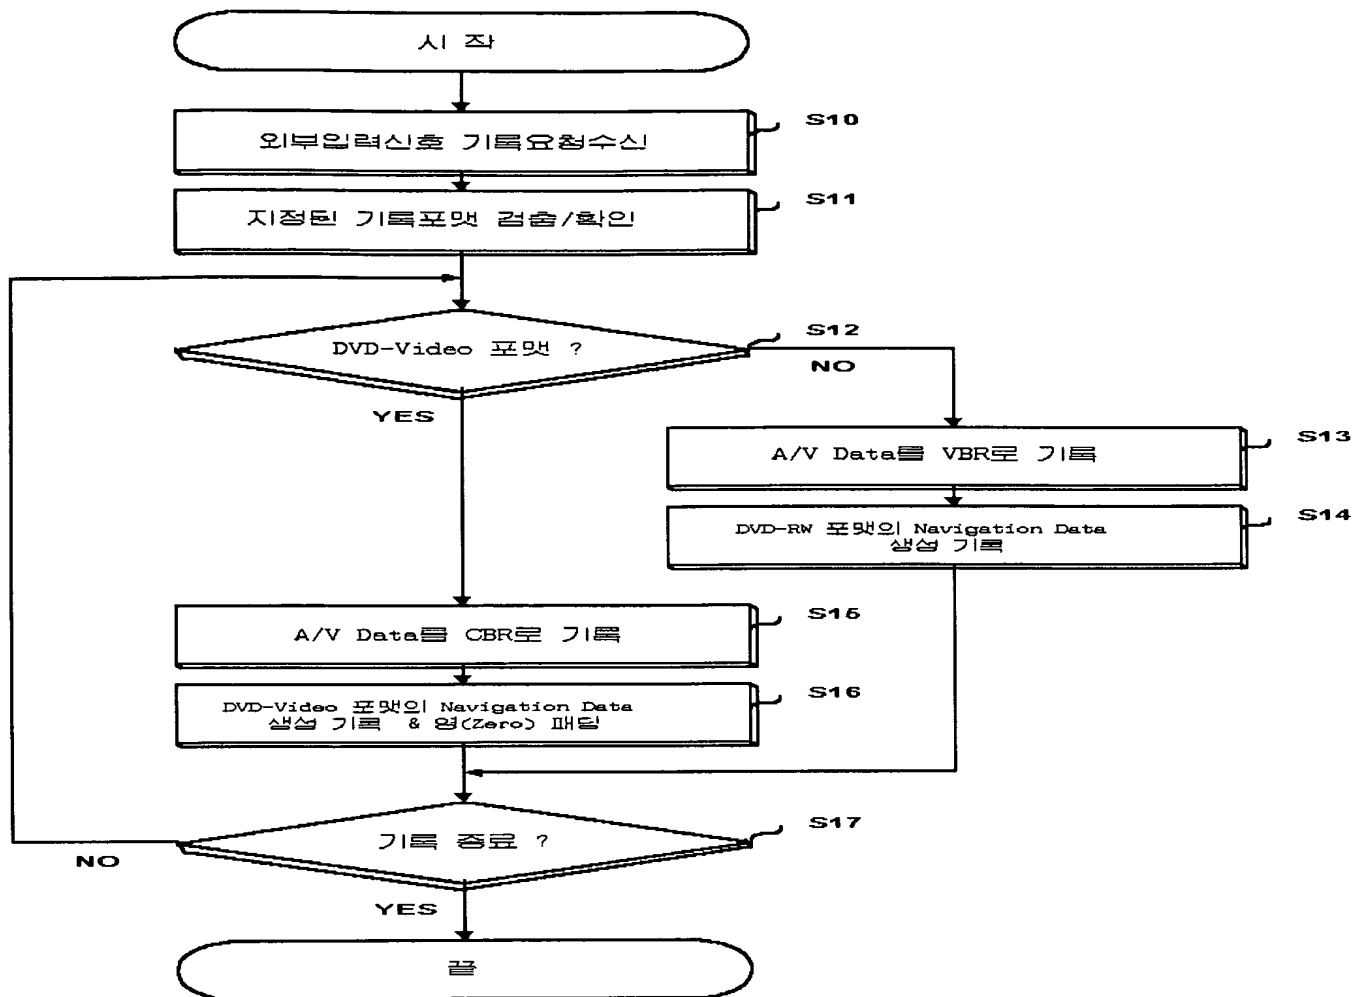 시 작
외부입력신호 기록요청수신
S10
지정된 기록포맷 검출/확인
S11
DVD-Video 포맷 ?
S12
NO
YES
A/V Data를 VBR로 기록
S13
DVD-RW 포맷의 Navigation Data
생성 기록
S14
A/V Data를 CBR로 기록
S15
DVD-Video 포맷의 Navigation Data
생성 기록 & 영(Zero) 패딩
S16
기록 종료 ?
S17
NO
YES
끝